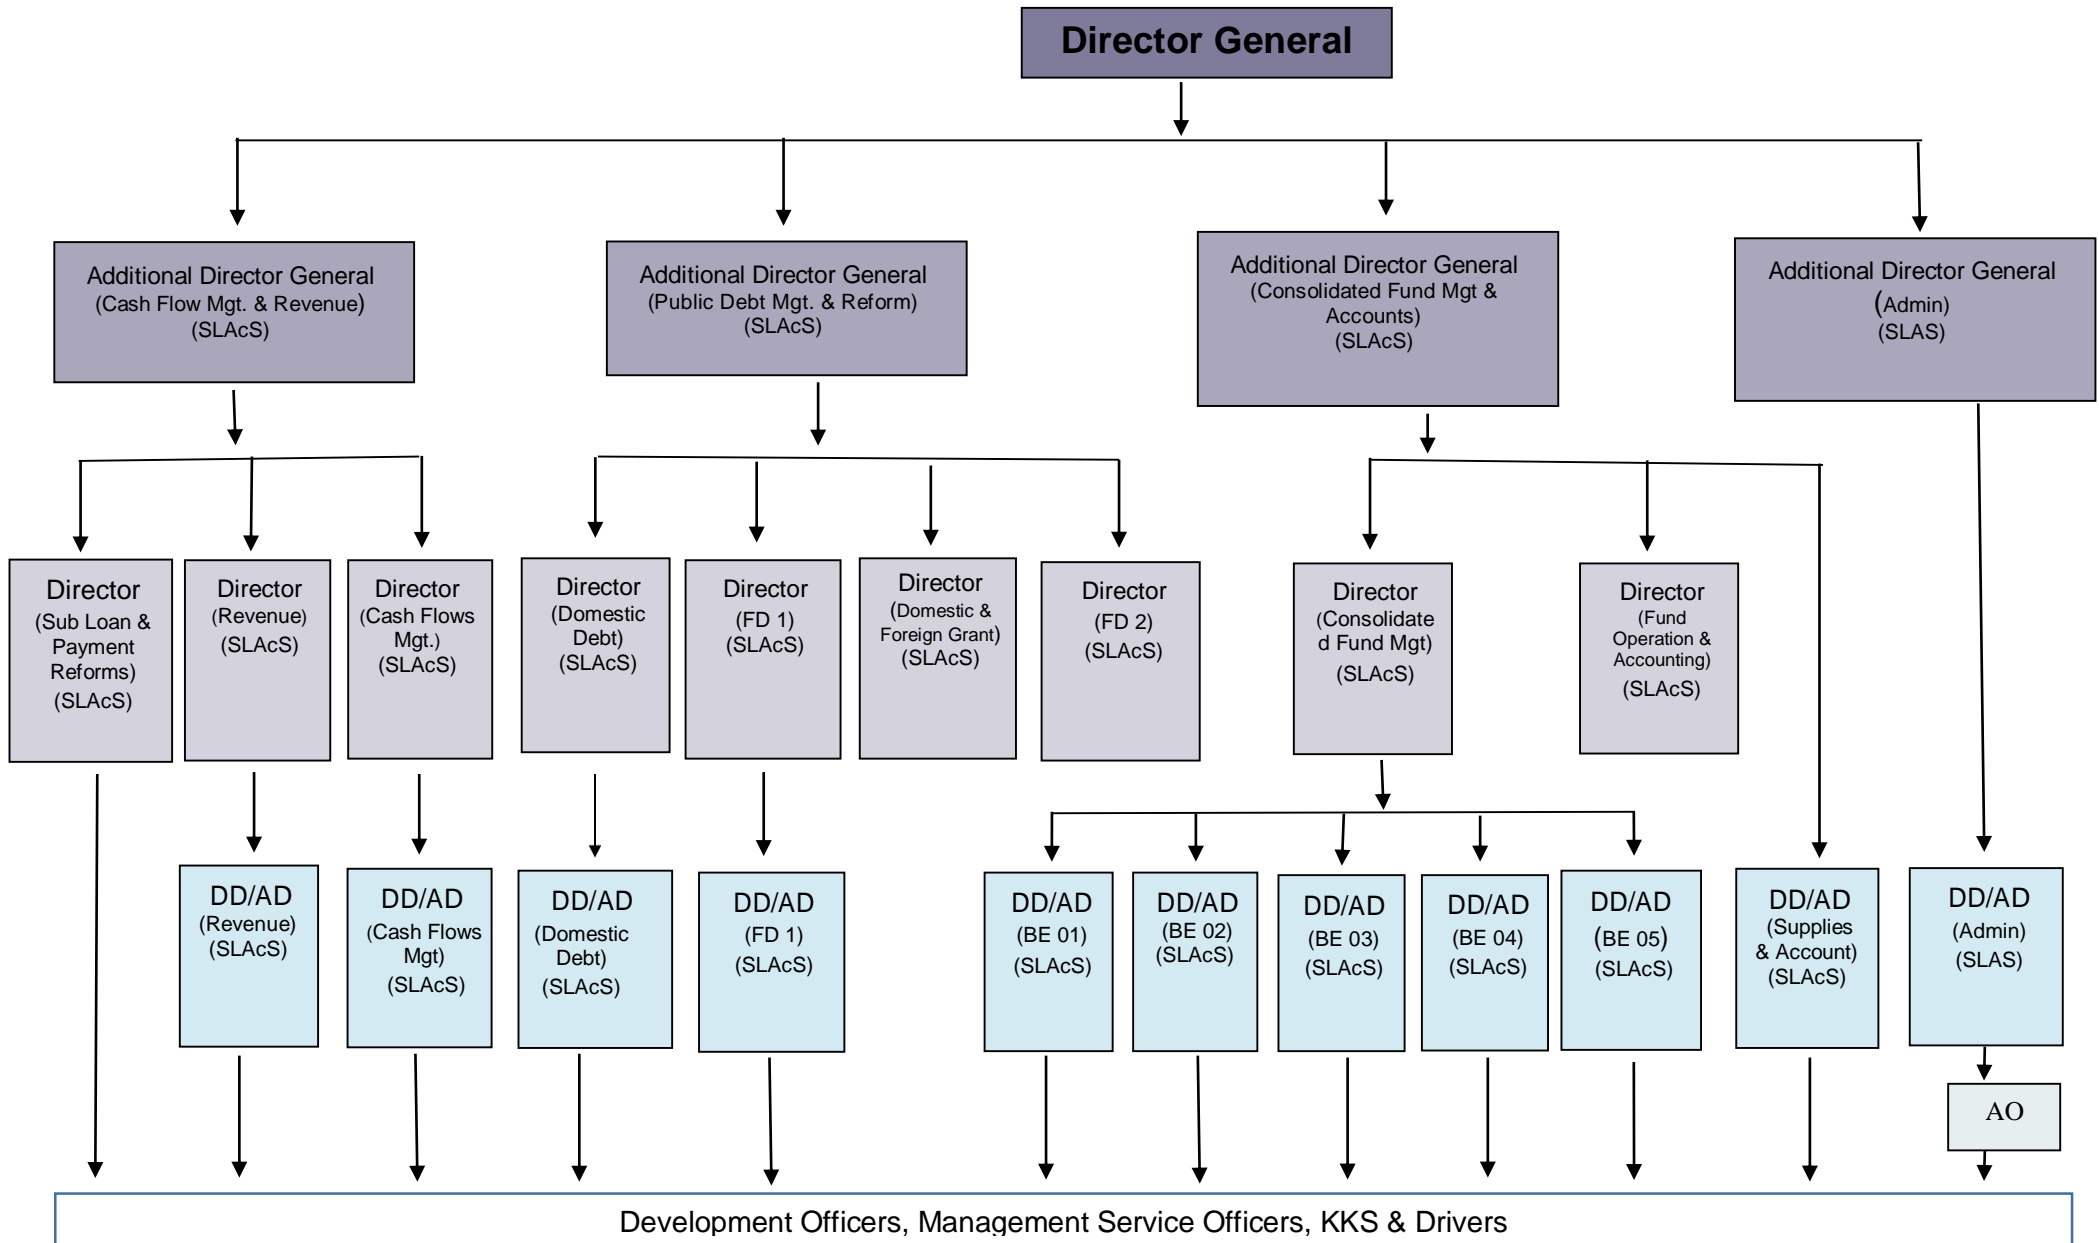 Director General
Additional Director General
(Cash Flow Mgt. & Revenue)
(SLAcS)
Additional Director General
(Public Debt Mgt. & Reform)
(SLAcS)
Additional Director General
(Consolidated Fund Mgt &
Accounts)
(SLAcS)
Additional Director General
(Admin)
(SLAS)
Director
(Sub Loan &
Payment
Reforms)
(SLAcS)
Director
(Revenue)
(SLAcS)
Director
(Cash Flows
Mgt.)
(SLAcS)
Director
(Domestic
Debt)
(SLAcS)
Director
(FD 1)
(SLAcS)
Director
(Domestic &
Foreign Grant)
(SLAcS)
Director
(FD 2)
(SLAcS)
Director
(Consolidate
d Fund Mgt)
(SLAcS)
Director
(Fund
Operation &
Accounting)
(SLAcS)
DD/AD
(Revenue)
(SLAcS)
DD/AD
(Cash Flows
Mgt)
(SLAcS)
DD/AD
(Domestic
Debt)
(SLAcS)
DD/AD
(FD 1)
(SLAcS)
DD/AD
(BE 01)
(SLAcS)
DD/AD
(BE 02)
(SLAcS)
DD/AD
(BE 03)
(SLAcS)
DD/AD
(BE 04)
(SLAcS)
DD/AD
(BE 05)
(SLAcS)
DD/AD
(Supplies
& Account)
(SLAcS)
DD/AD
(Admin)
(SLAS)
AO
Development Officers, Management Service Officers, KKS & Drivers